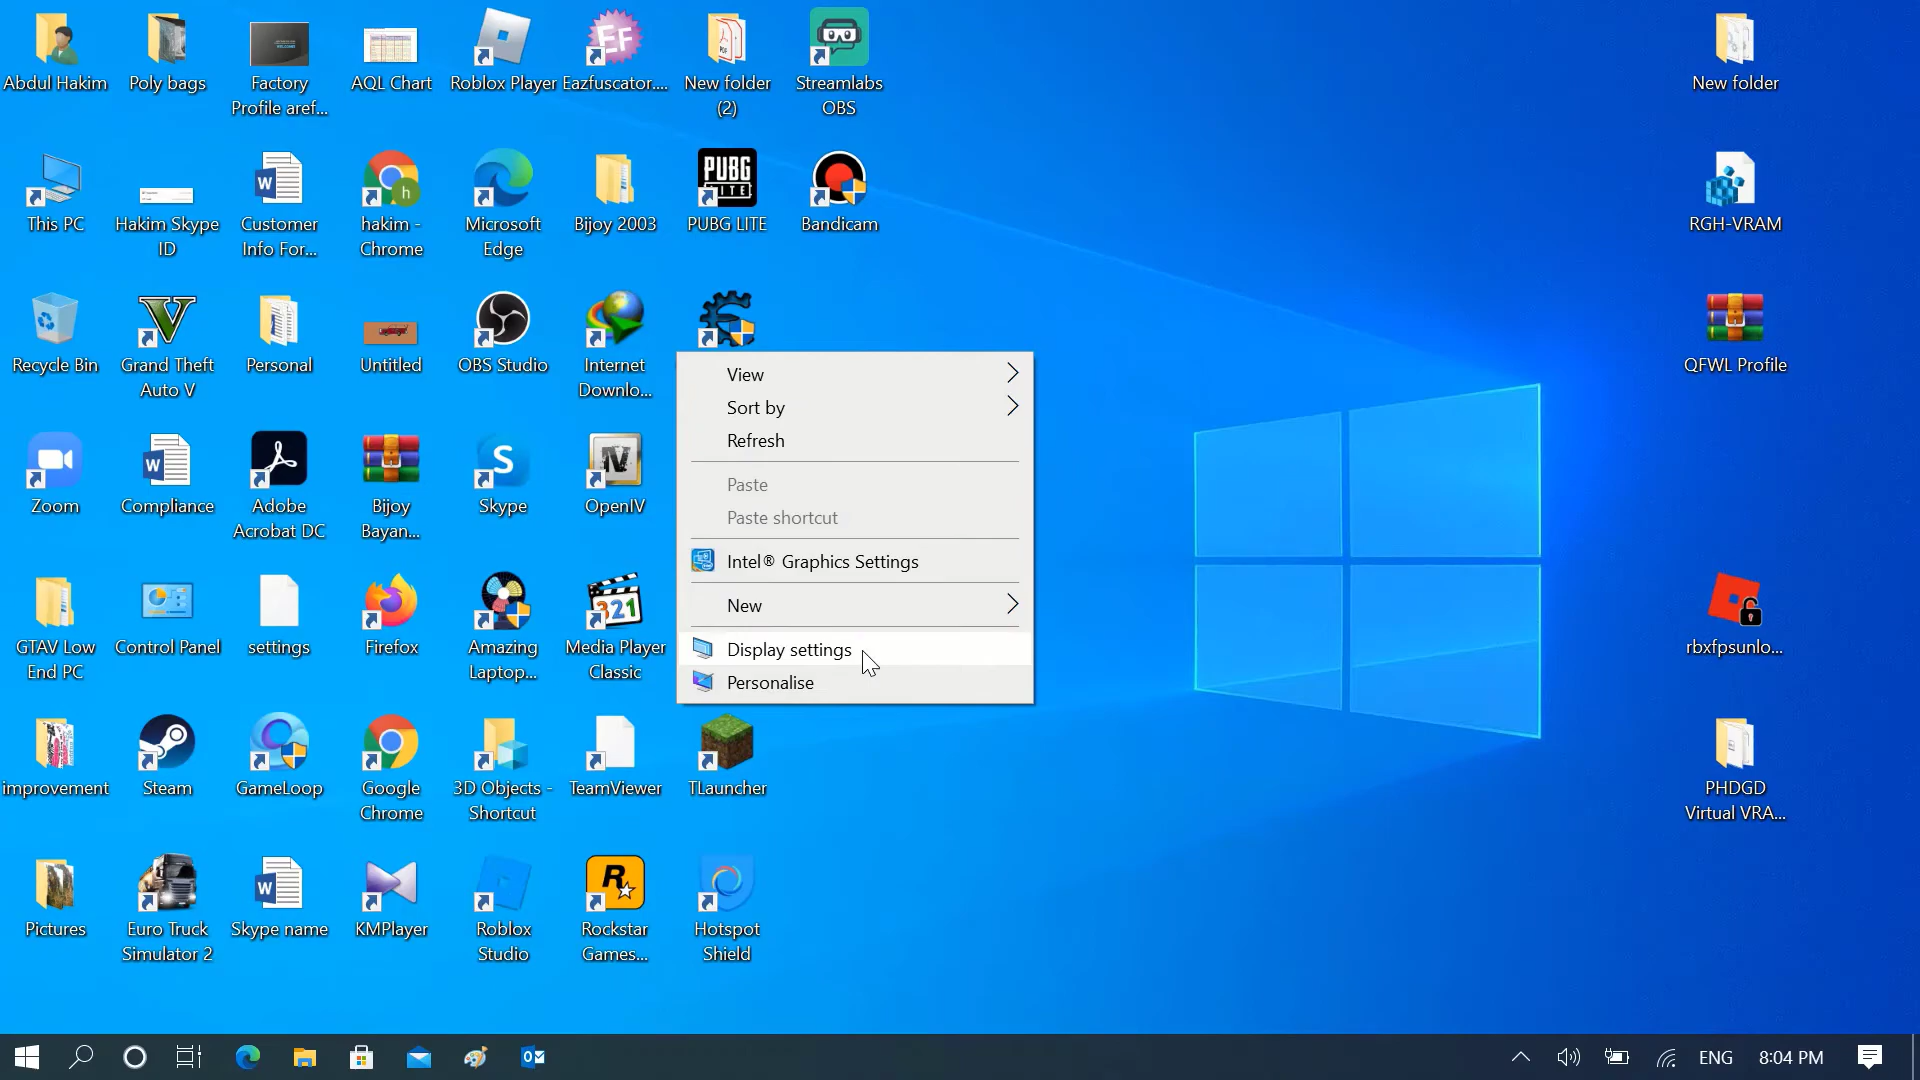 Abdul Hakim
Poly bags
Factory
Profile aref...
AQL Chart
Roblox Player
EF
Eazfuscator....
New folder
(2)
Streamlabs
OBS
New folder
This PC
Hakim Skype
ID
W
Customer
Info For...
h
hakim -
Chrome
Microsoft
Edge
Bijoy 2003
PUBG
LITE
PUBG LITE
Bandicam
RGH-VRAM
Recycle Bin
V
Grand Theft
Auto V
Personal
Untitled
OBS Studio
Internet
Downlo...
QFWL Profile
Zoom
W
Compliance
Adobe
Acrobat DC
Bijoy
Bayan...
S
Skype
IV
OpenIV
View
Sort by
Refresh
Paste
Paste shortcut
Intel® Graphics Settings
New
Display settings
Personalise
GTAV Low
End PC
Control Panel
settings
Firefox
Amazing
Laptop...
321
Media Player
Classic
rbxfpsunlo...
improvement
Steam
GameLoop
Google
Chrome
3D Objects -
Shortcut
TeamViewer
TLauncher
PHDGD
Virtual VRA...
Pictures
Euro Truck
Simulator 2
W
Skype name
KMPlayer
Roblox
Studio
R
Rockstar
Games...
Hotspot
Shield
ENG
8:04 PM